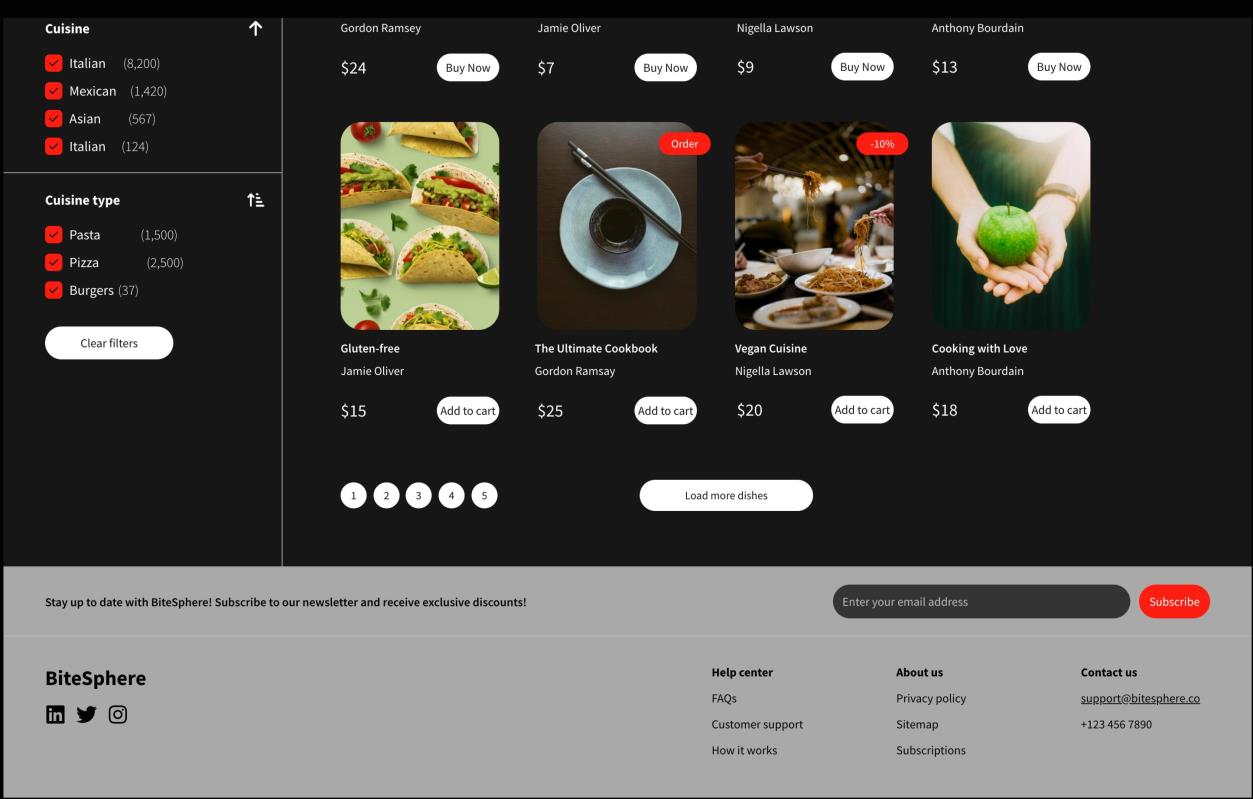 Cuisine
Italian (8,200)
Mexican (1,420)
Asian (567)
Italian (124)
Cuisine type
Pasta (1,500)
Pizza (2,500)
Burgers (37)
Clear filters
Gordon Ramsey Jamie Oliver Nigella Lawson Anthony Bourdain
$24 Buy Now $7 Buy Now $9 Buy Now $13 Buy Now
Order -10%
Gluten-free The Ultimate Cookbook Vegan Cuisine Cooking with Love
Jamie Oliver Gordon Ramsay Nigella Lawson Anthony Bourdain
$15 Add to cart $25 Add to cart $20 Add to cart $18 Add to cart
1 2 3 4 5 Load more dishes
Stay up to date with BiteSphere! Subscribe to our newsletter and receive exclusive discounts! Enter your email address Subscribe
BiteSphere
Help center
FAQs
Customer support
How it works
About us
Privacy policy
Sitemap
Subscriptions
Contact us
support@bitesphere.co
+123 456 7890